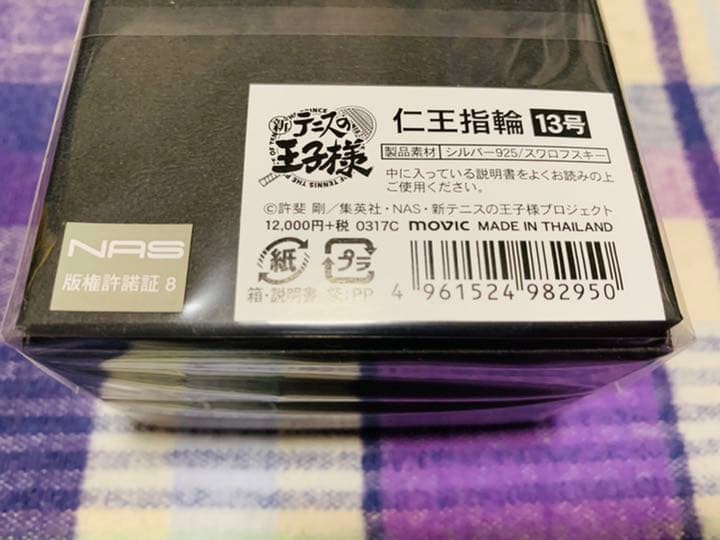 新テニスの
王子様
仁王指輪 13号
製品素材 シルバー925/スワロフスキー
中に入っている説明書をよくお読みの上
ご使用ください。
©許斐 剛/集英社・NAS・新テニスの王子様プロジェクト
12,000円+税 0317C movic MADE IN THAILAND
紙 プラ
箱・説明書 袋:PP
4 961524 982950
NAS
版権許諾証 8